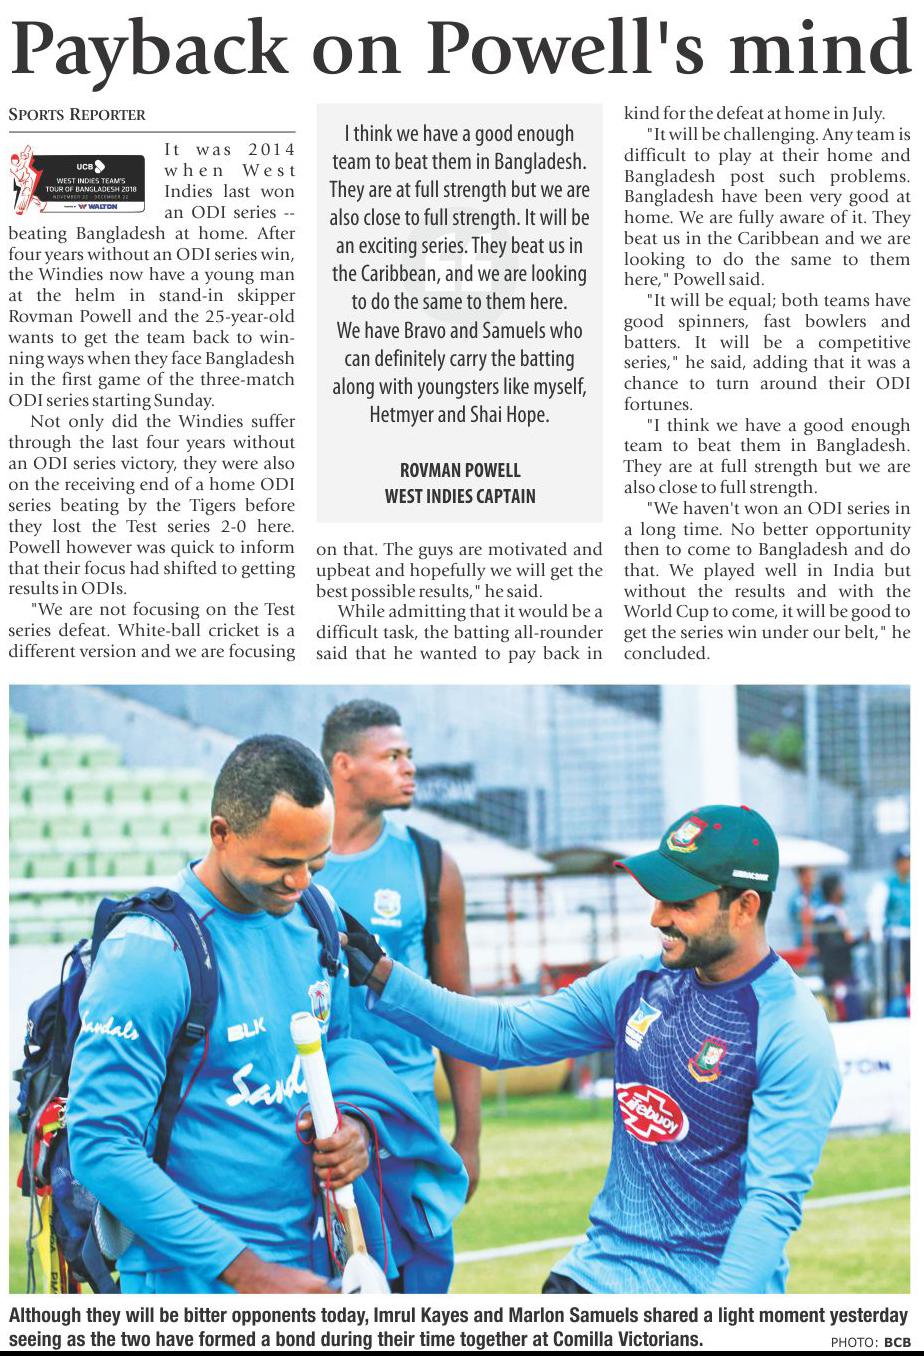 Payback on Powell's mind
SPORTS REPORTER
UCB
WEST INDIES TEAM'S
TOUR OF BANGLADESH 2018
NOVEMBER 22 - DECEMBER 22
WALTON
It was 2014
when West
Indies last won
an ODI series --
beating Bangladesh at home. After
four years without an ODI series win,
the Windies now have a young man
at the helm in stand-in skipper
Rovman Powell and the 25-year-old
wants to get the team back to win-
ning ways when they face Bangladesh
in the first game of the three-match
ODI series starting Sunday.
Not only did the Windies suffer
through the last four years without
an ODI series victory, they were also
on the receiving end of a home ODI
series beating by the Tigers before
they lost the Test series 2-0 here.
Powell however was quick to inform
that their focus had shifted to getting
results in ODIs.
"We are not focusing on the Test
series defeat. White-ball cricket is a
different version and we are focusing
I think we have a good enough
team to beat them in Bangladesh.
They are at full strength but we are
also close to full strength. It will be
an exciting series. They beat us in
the Caribbean, and we are looking
to do the same to them here.
We have Bravo and Samuels who
can definitely carry the batting
along with youngsters like myself,
Hetmyer and Shai Hope.
ROVMAN POWELL
WEST INDIES CAPTAIN
on that. The guys are motivated and
upbeat and hopefully we will get the
best possible results," he said.
While admitting that it would be a
difficult task, the batting all-rounder
said that he wanted to pay back in
kind for the defeat at home in July.
"It will be challenging. Any team is
difficult to play at their home and
Bangladesh post such problems.
Bangladesh have been very good at
home. We are fully aware of it. They
beat us in the Caribbean and we are
looking to do the same to them
here," Powell said.
"It will be equal; both teams have
good spinners, fast bowlers and
batters. It will be a competitive
series," he said, adding that it was a
chance to turn around their ODI
fortunes.
"I think we have a good enough
team to beat them in Bangladesh.
They are at full strength but we are
also close to full strength.
"We haven't won an ODI series in
a long time. No better opportunity
then to come to Bangladesh and do
that. We played well in India but
without the results and with the
World Cup to come, it will be good to
get the series win under our belt," he
concluded.
Sandals
BLK
Sanda
Lifebuoy
LTON
Although they will be bitter opponents today, Imrul Kayes and Marlon Samuels shared a light moment yesterday
seeing as the two have formed a bond during their time together at Comilla Victorians.
PHOTO: BCB